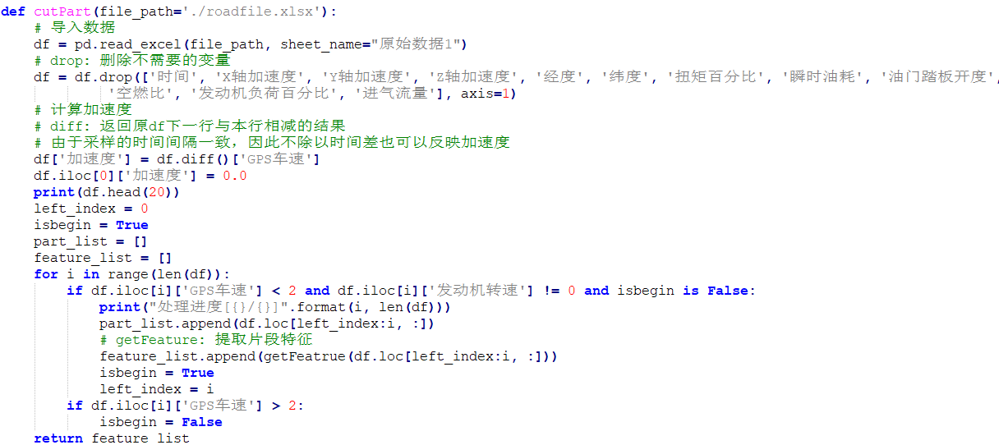 def cutPart(file_path='./roadfile.xlsx'):
    # 导入数据
    df = pd.read_excel(file_path, sheet_name="原始数据1")
    # drop: 删除不需要的变量
    df = df.drop(['时间', 'X轴加速度', 'Y轴加速度', 'Z轴加速度', '经度', '纬度', '扭矩百分比', '瞬时油耗', '油门踏板开度',
             '空燃比', '发动机负荷百分比', '进气流量'], axis=1)
    # 计算加速度
    # diff: 返回原df下一行与本行相减的结果
    # 由于采样的时间间隔一致，因此不除以时间差也可以反映加速度
    df['加速度'] = df.diff()['GPS车速']
    df.iloc[0]['加速度'] = 0.0
    print(df.head(20))
    left_index = 0
    isbegin = True
    part_list = []
    feature_list = []
    for i in range(len(df)):
        if df.iloc[i]['GPS车速'] < 2 and df.iloc[i]['发动机转速'] != 0 and isbegin is False:
            print("处理进度[{}/{}]".format(i, len(df)))
            part_list.append(df.loc[left_index:i, :])
            # getFeature: 提取片段特征
            feature_list.append(getFeatrue(df.loc[left_index:i, :]))
            isbegin = True
            left_index = i
        if df.iloc[i]['GPS车速'] > 2:
            isbegin = False
    return feature_list